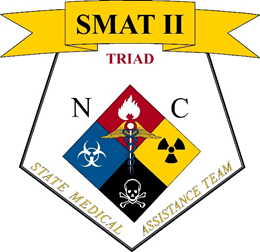 SMAT II
TRIAD
N C
STATE MEDICAL
ASSISTANCE TEAM